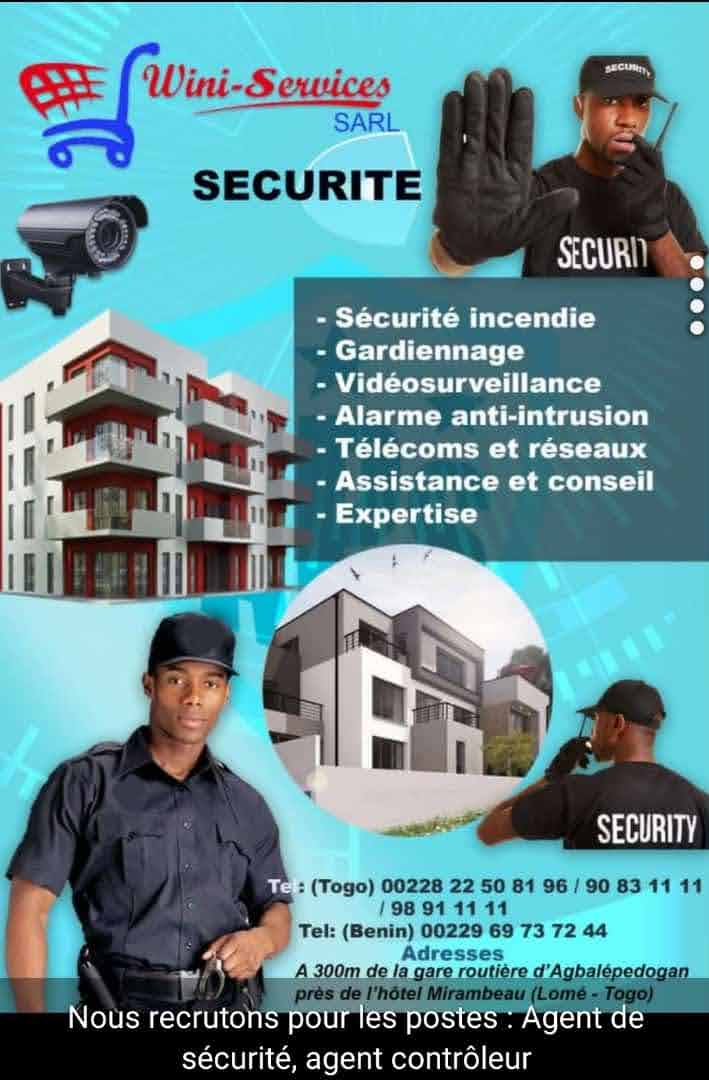 Wini-Services
SARL
SECURITE
SECURITY
SECURIT
- Sécurité incendie
- Gardiennage
- Vidéosurveillance
- Alarme anti-intrusion
- Télécoms et réseaux
- Assistance et conseil
- Expertise
SECURITY
Tel: (Togo) 00228 22 50 81 96 / 90 83 11 11
/ 98 91 11 11
Tel: (Benin) 00229 69 73 72 44
Adresses
A 300m de la gare routière d'Agbalépedogan
près de l'hôtel Mirambeau (Lomé - Togo)
Nous recrutons pour les postes : Agent de
sécurité, agent contrôleur